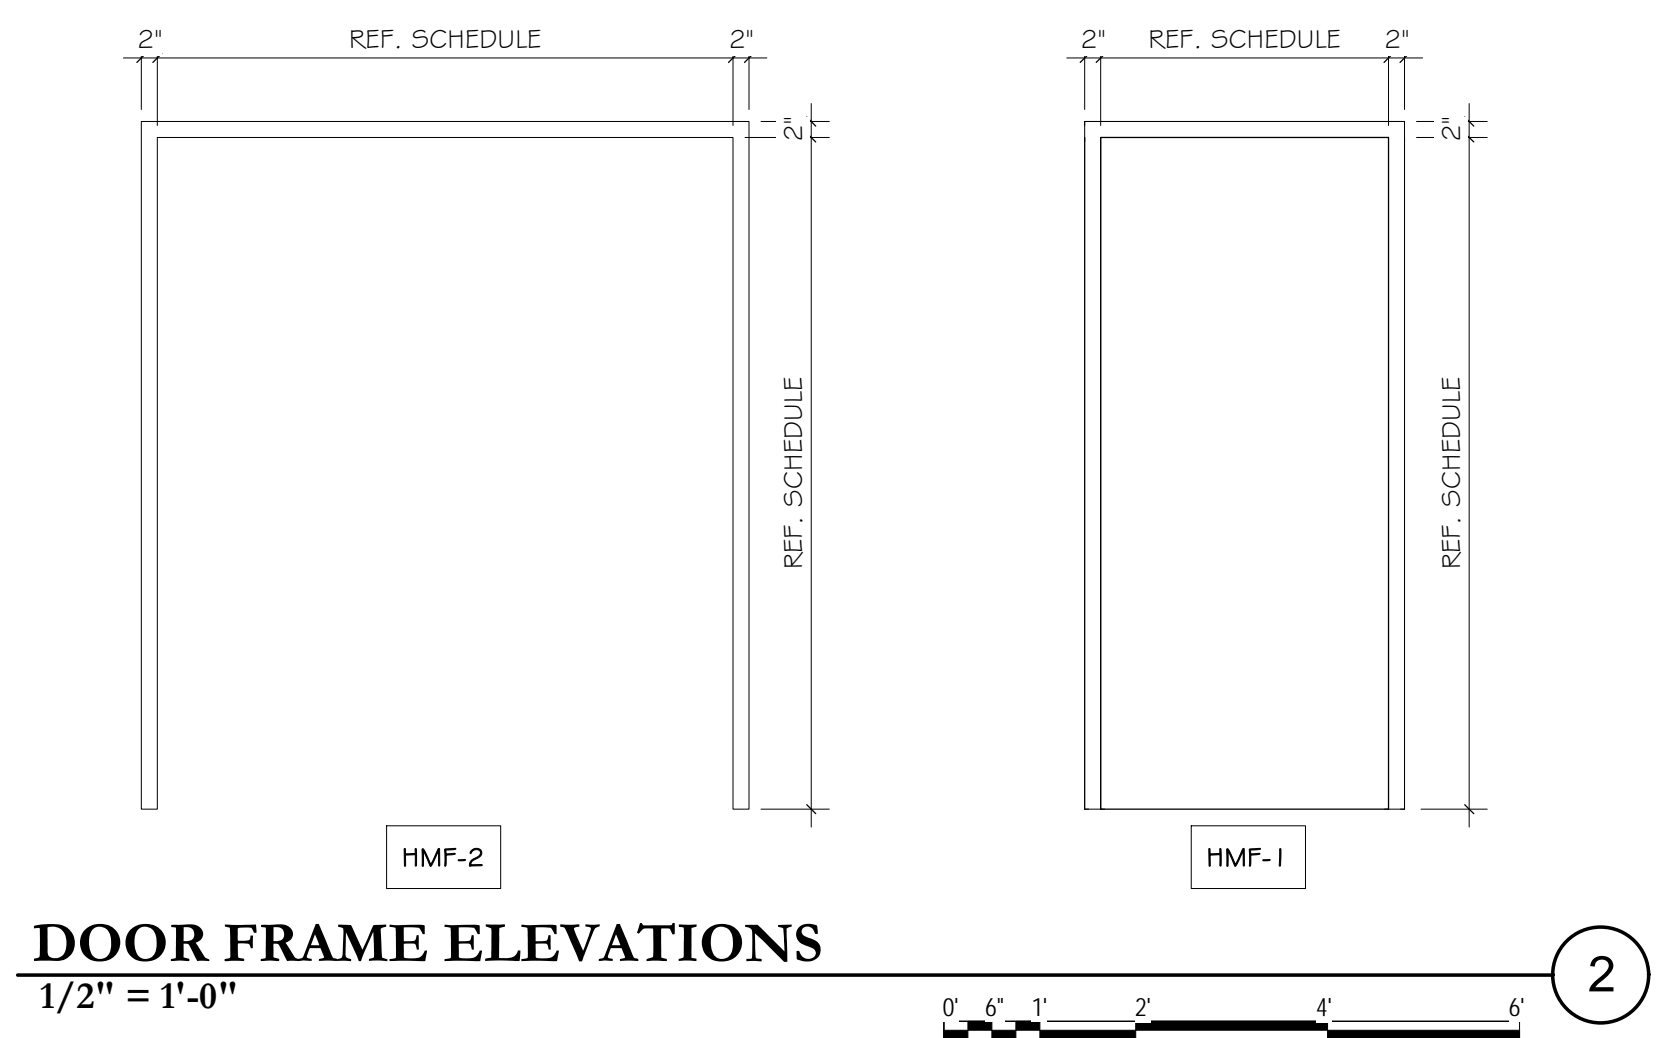 2" REF. SCHEDULE 2"
2" REF. SCHEDULE 2"
2"
2"
REF. SCHEDULE
REF. SCHEDULE
HMF-2
HMF-1
DOOR FRAME ELEVATIONS
2
1/2" = 1'-0"
0' 6" 1' 2' 4' 6'